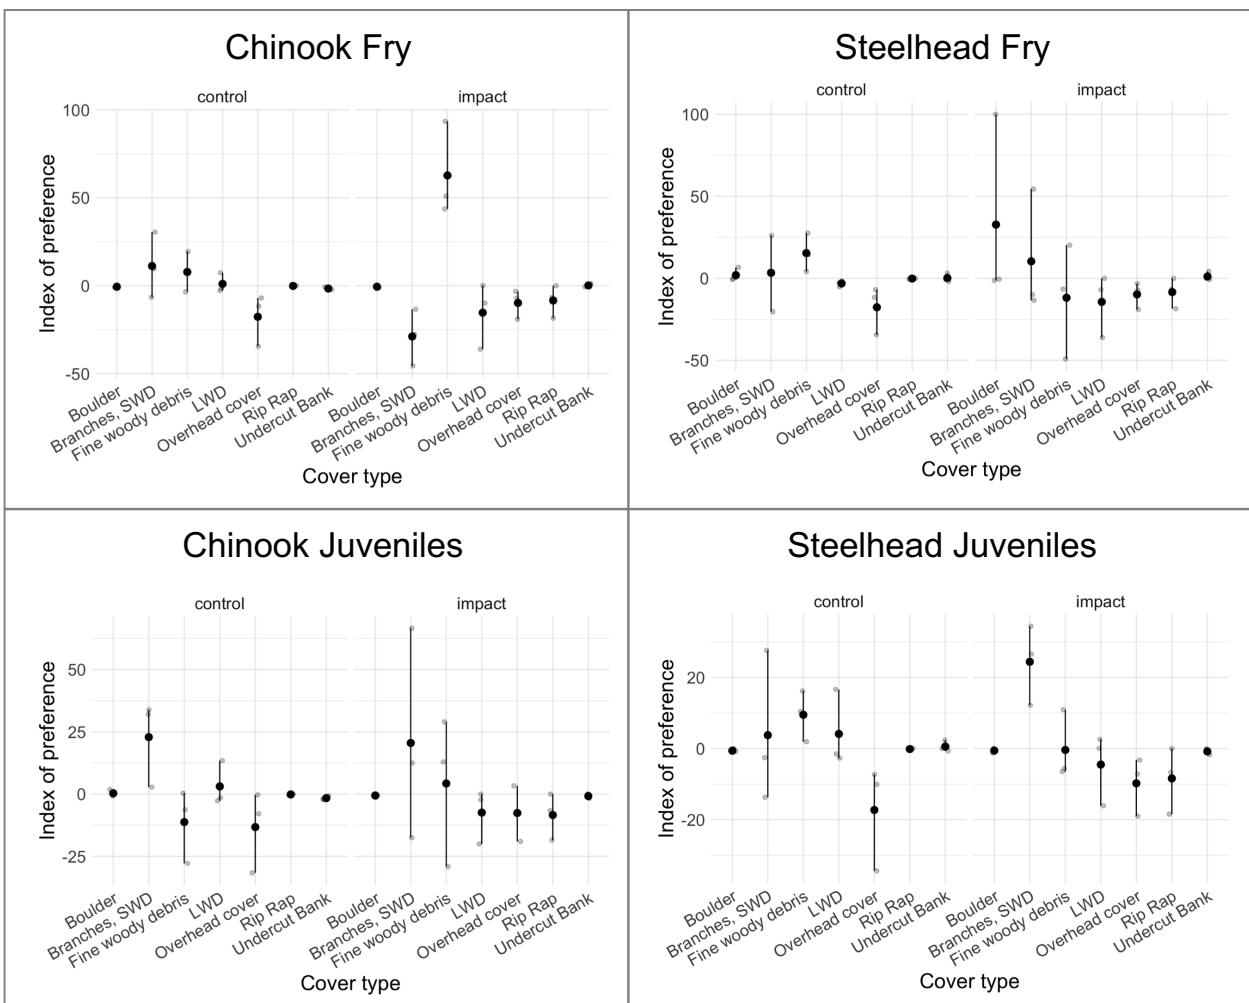 Chinook Fry
control
impact
Index of preference
100
50
0
-50
Boulder
Branches, SWD
Fine woody debris
LWD
Overhead cover
Rip Rap
Undercut Bank
Boulder
Branches, SWD
Fine woody debris
LWD
Overhead cover
Rip Rap
Undercut Bank
Cover type
Steelhead Fry
control
impact
Index of preference
100
50
0
-50
Boulder
Branches, SWD
Fine woody debris
LWD
Overhead cover
Rip Rap
Undercut Bank
Boulder
Branches, SWD
Fine woody debris
LWD
Overhead cover
Rip Rap
Undercut Bank
Cover type
Chinook Juveniles
control
impact
Index of preference
50
25
0
-25
Boulder
Branches, SWD
Fine woody debris
LWD
Overhead cover
Rip Rap
Undercut Bank
Boulder
Branches, SWD
Fine woody debris
LWD
Overhead cover
Rip Rap
Undercut Bank
Cover type
Steelhead Juveniles
control
impact
Index of preference
20
0
-20
Boulder
Branches, SWD
Fine woody debris
LWD
Overhead cover
Rip Rap
Undercut Bank
Boulder
Branches, SWD
Fine woody debris
LWD
Overhead cover
Rip Rap
Undercut Bank
Cover type